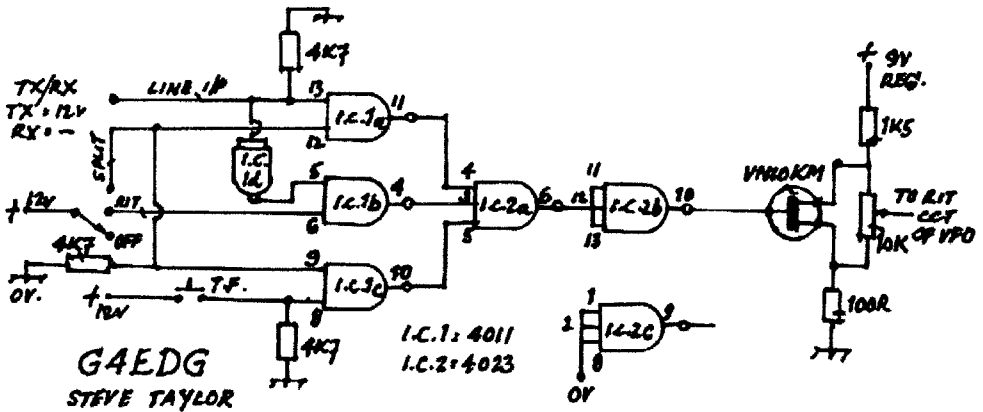 4K7
TX/RX
TX = 12V
RX = —
LINE I/P
13
I.C.1a
11
12
SPLIT
I.C.
1d
5
I.C.1b
4
6
+ 12V
RIT
OFF
4K7
0V.
9
I.C.1c
10
8
+
12V
T.F.
4K7
4
3
5
I.C.2a
6
11
12
13
I.C.2b
10
VN10KM
+ 9V
REG.
1K5
10K
TO RIT
CCT
OF VFO
100R
1
2
8
I.C.2c
9
0V
I.C.1 = 4011
I.C.2 = 4023
G4EDG
STEVE TAYLOR